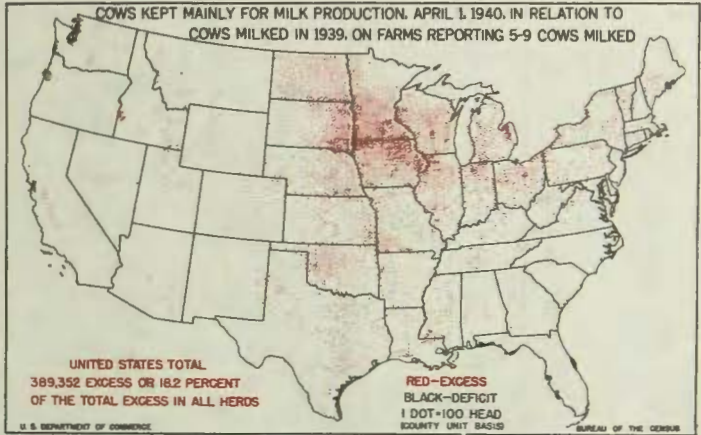 COWS KEPT MAINLY FOR MILK PRODUCTION, APRIL 1, 1940, IN RELATION TO
COWS MILKED IN 1939, ON FARMS REPORTING 5-9 COWS MILKED
UNITED STATES TOTAL
389,352 EXCESS OR 18.2 PERCENT
OF THE TOTAL EXCESS IN ALL HERDS
RED-EXCESS
BLACK-DEFICIT
1 DOT=100 HEAD
(COUNTY UNIT BASIS)
U. S. DEPARTMENT OF COMMERCE
BUREAU OF THE CENSUS